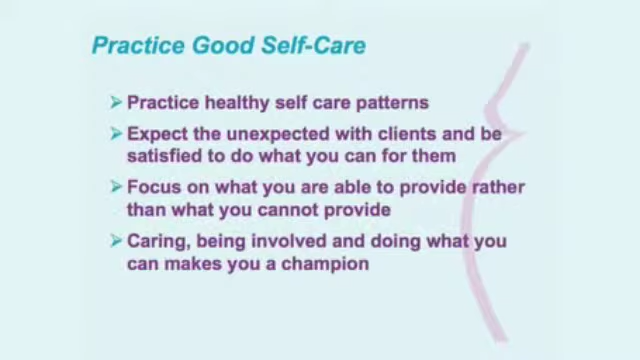 Practice Good Self-Care
➢ Practice healthy self care patterns
➢ Expect the unexpected with clients and be
satisfied to do what you can for them
➢ Focus on what you are able to provide rather
than what you cannot provide
➢ Caring, being involved and doing what you
can makes you a champion